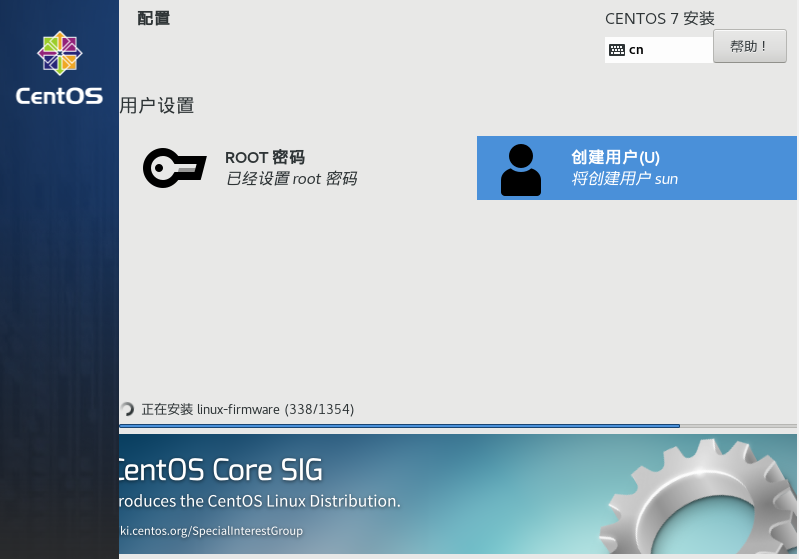 CentOS
配置
CENTOS 7 安装
cn
帮助！
用户设置
ROOT 密码
已经设置 root 密码
创建用户(U)
将创建用户 sun
正在安装 linux-firmware (338/1354)
CentOS Core SIG
roduces the CentOS Linux Distribution.
ki.centos.org/SpecialInterestGroup